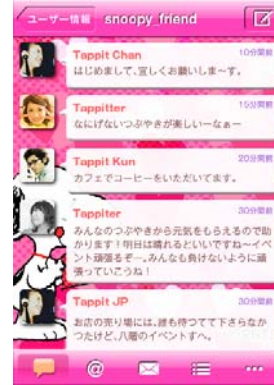 ユーザー情報
snoopy_friend
Tappit Chan
10分間前
はじめまして、宜しくお願いしま〜す。
Tappitter
15分間前
なにげないつぶやきが楽しいーなぁー
Tappit Kun
20分間前
カフェでコーヒーをいただいてます。
Tappiter
30分間前
みんなのつぶやきから元気をもらえるので助
かります！明日は晴れるといいですね〜イベ
ント頑張るぞー。みんなも負けないように頑
張っていこうね！
Tappit JP
30分間前
お店の売り場には、誰も待つてて下さらなか
つたけど、八階のイベントすへ。